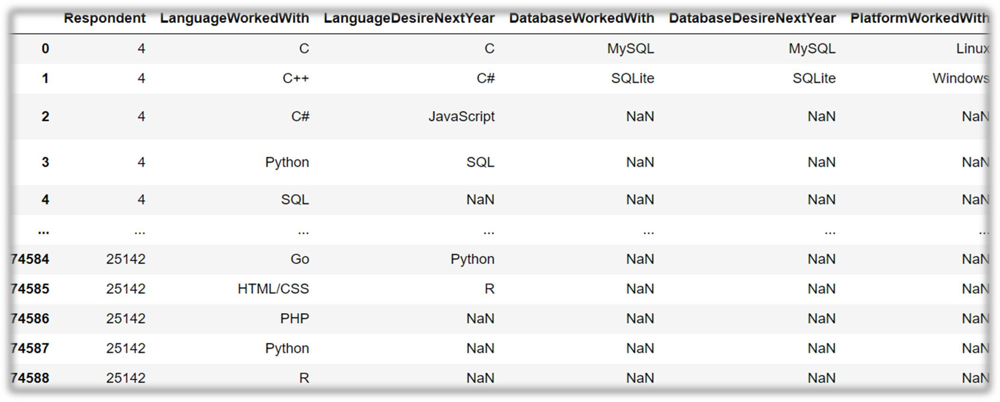 Respondent LanguageWorkedWith LanguageDesireNextYear DatabaseWorkedWith DatabaseDesireNextYear PlatformWorkedWith
0 4 C C MySQL MySQL Linux
1 4 C++ C# SQLite SQLite Windows
2 4 C# JavaScript NaN NaN NaN
3 4 Python SQL NaN NaN NaN
4 4 SQL NaN NaN NaN NaN
... ... ... ... ... ... ...
74584 25142 Go Python NaN NaN NaN
74585 25142 HTML/CSS R NaN NaN NaN
74586 25142 PHP NaN NaN NaN NaN
74587 25142 Python NaN NaN NaN NaN
74588 25142 R NaN NaN NaN NaN